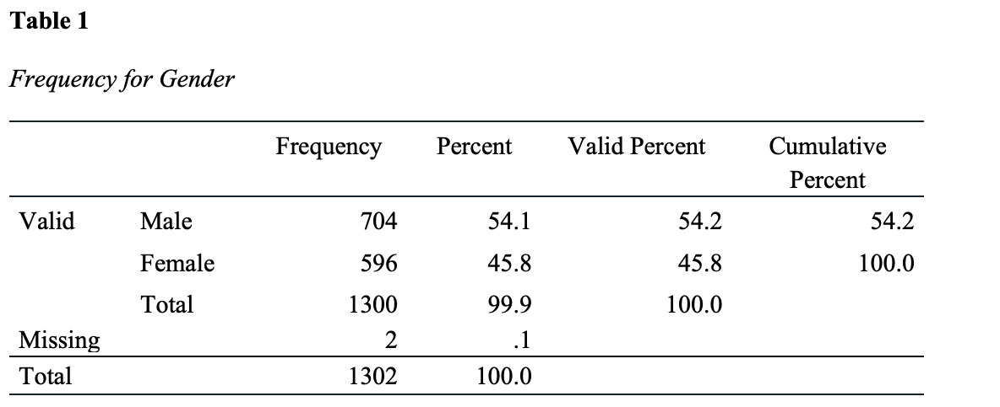 Table 1
Frequency for Gender
Frequency Percent Valid Percent Cumulative Percent
Valid Male 704 54.1 54.2 54.2
Female 596 45.8 45.8 100.0
Total 1300 99.9 100.0
Missing 2 .1
Total 1302 100.0